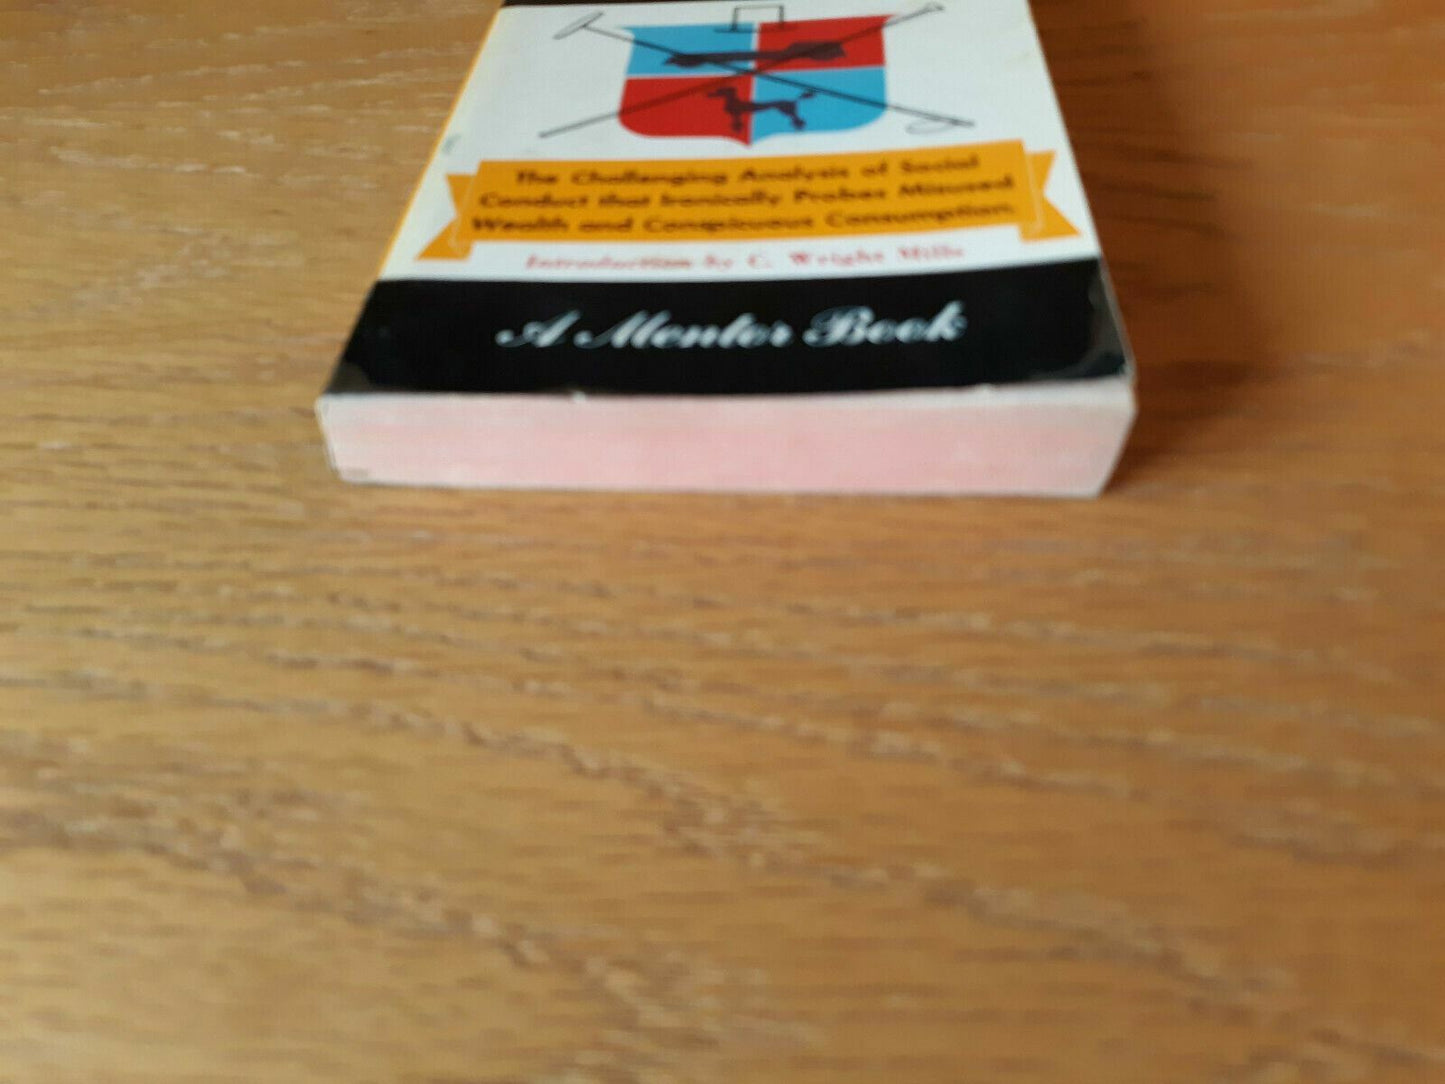 The Challenging Analysis of Social
Conduct that Ironically Probes Misused
Wealth and Conspicuous Consumption.
Introduction by C. Wright Mills
A Mentor Book